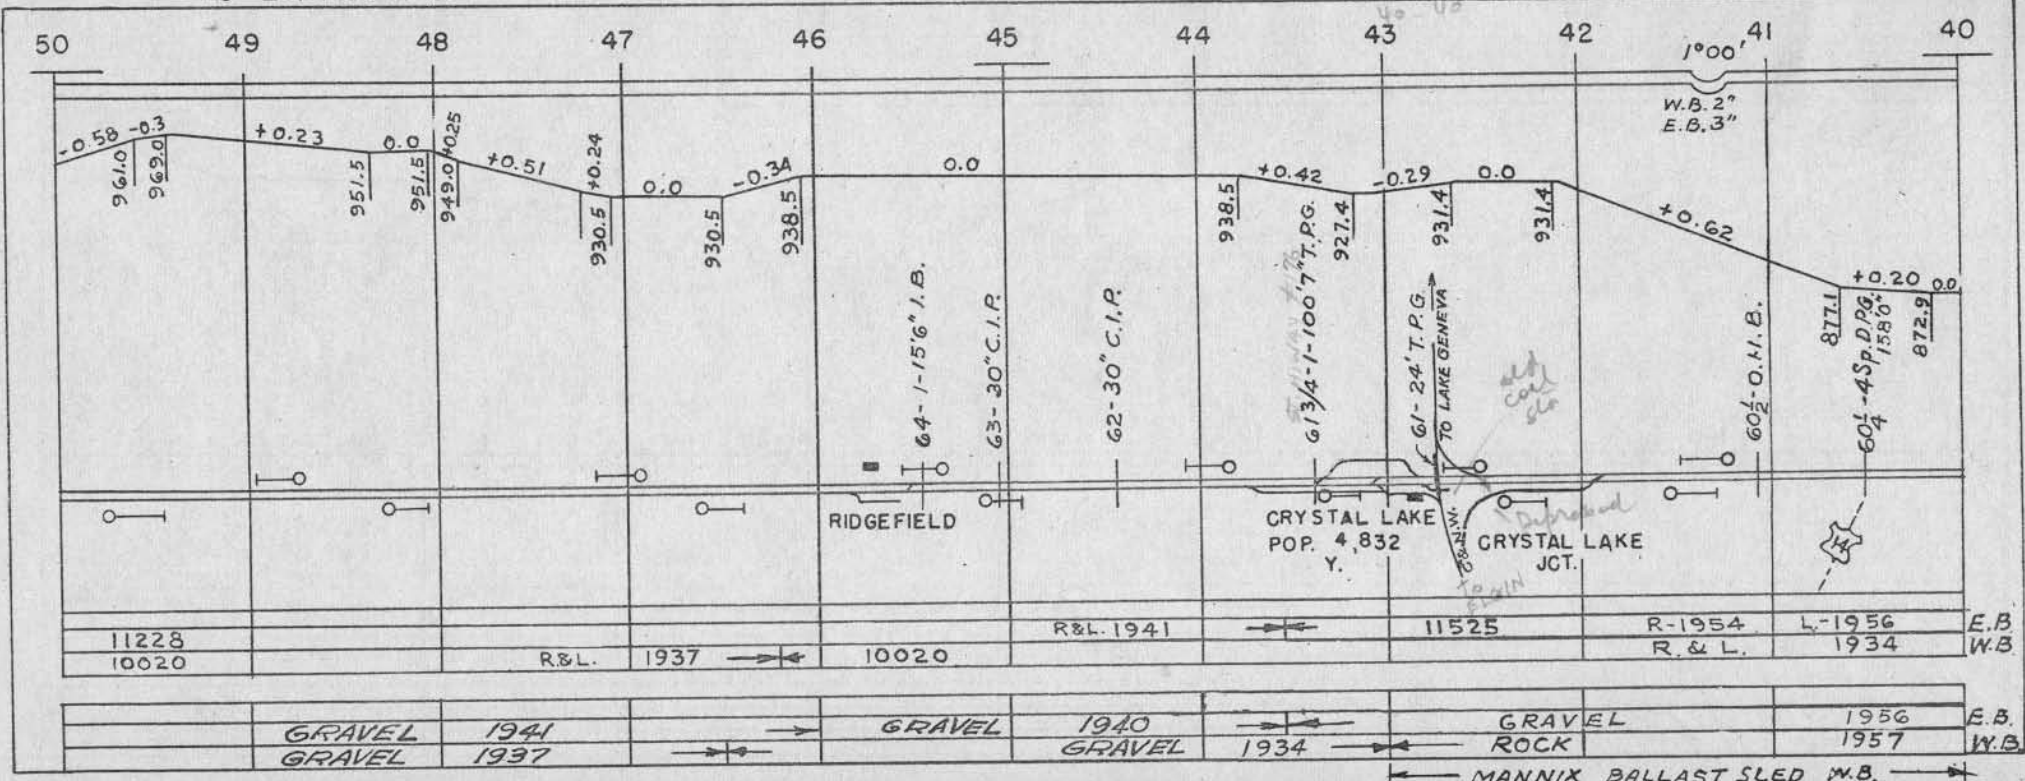 50 49 48 47 46 45 44 43 42 41 40
1°00'
W.B. 2"
E.B. 3"
-0.58 -0.3 +0.23 0.0 +0.25 +0.51 +0.24 0.0 -0.34 0.0 +0.42 -0.29 0.0 +0.62 +0.20 0.0
961.0 969.0 951.5 951.5 949.0 930.5 930.5 938.5 938.5 927.4 931.4 931.4 877.1 872.9
64-1-15'6" I.B.
63-30" C.I.P.
62-30" C.I.P.
61 3/4-1-100'7" T.P.G.
61-24' T.P.G.
TO LAKE GENEVA
60 1/2-O.H.B.
60 1/4-4 Sp. D.P.G.
158'0"
old
coal
RIDGEFIELD
CRYSTAL LAKE
POP. 4,832
Y.
C&N.W.
TO
ELGIN
Depressed
CRYSTAL LAKE
JCT.
14
R&L. 1941 11525 R-1954 L-1956 E.B
11228
10020 R&L. 1937 10020 R. & L. 1934 W.B
GRAVEL 1941 GRAVEL 1940 GRAVEL 1956 E.B.
GRAVEL 1937 GRAVEL 1934 ROCK 1957 W.B.
MANNIX BALLAST SLED W.B.